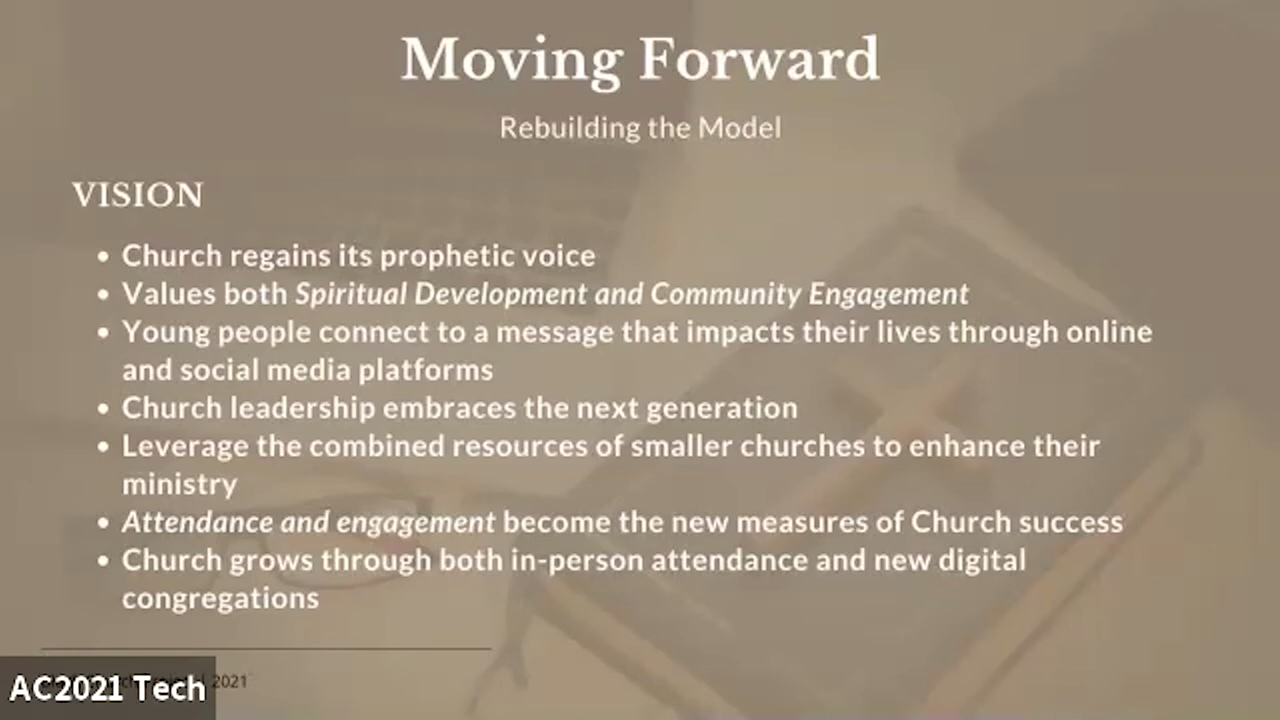 Moving Forward
Rebuilding the Model
VISION
• Church regains its prophetic voice
• Values both Spiritual Development and Community Engagement
• Young people connect to a message that impacts their lives through online
and social media platforms
• Church leadership embraces the next generation
• Leverage the combined resources of smaller churches to enhance their
ministry
• Attendance and engagement become the new measures of Church success
• Church grows through both in-person attendance and new digital
congregations
| 2021
AC2021 Tech